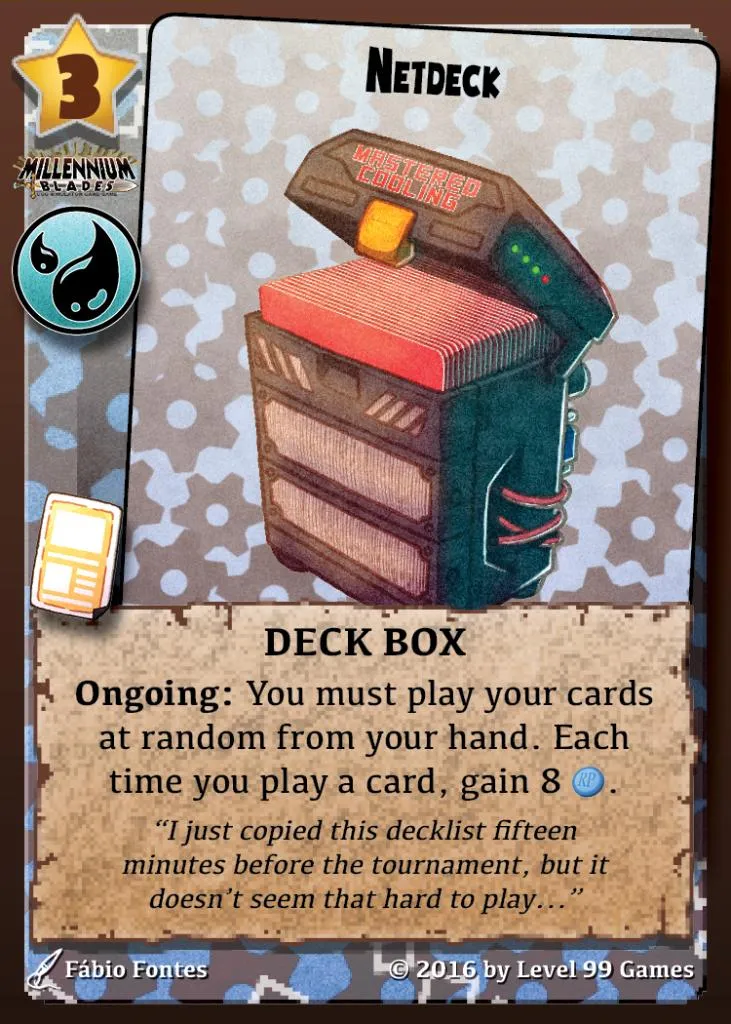 3
NETDECK
MILLENNIUM
BLADES
MASTERED
COOLING
DECK BOX
Ongoing: You must play your cards
at random from your hand. Each
time you play a card, gain 8 RP.
“I just copied this decklist fifteen
minutes before the tournament, but it
doesn’t seem that hard to play...”
Fábio Fontes
© 2016 by Level 99 Games